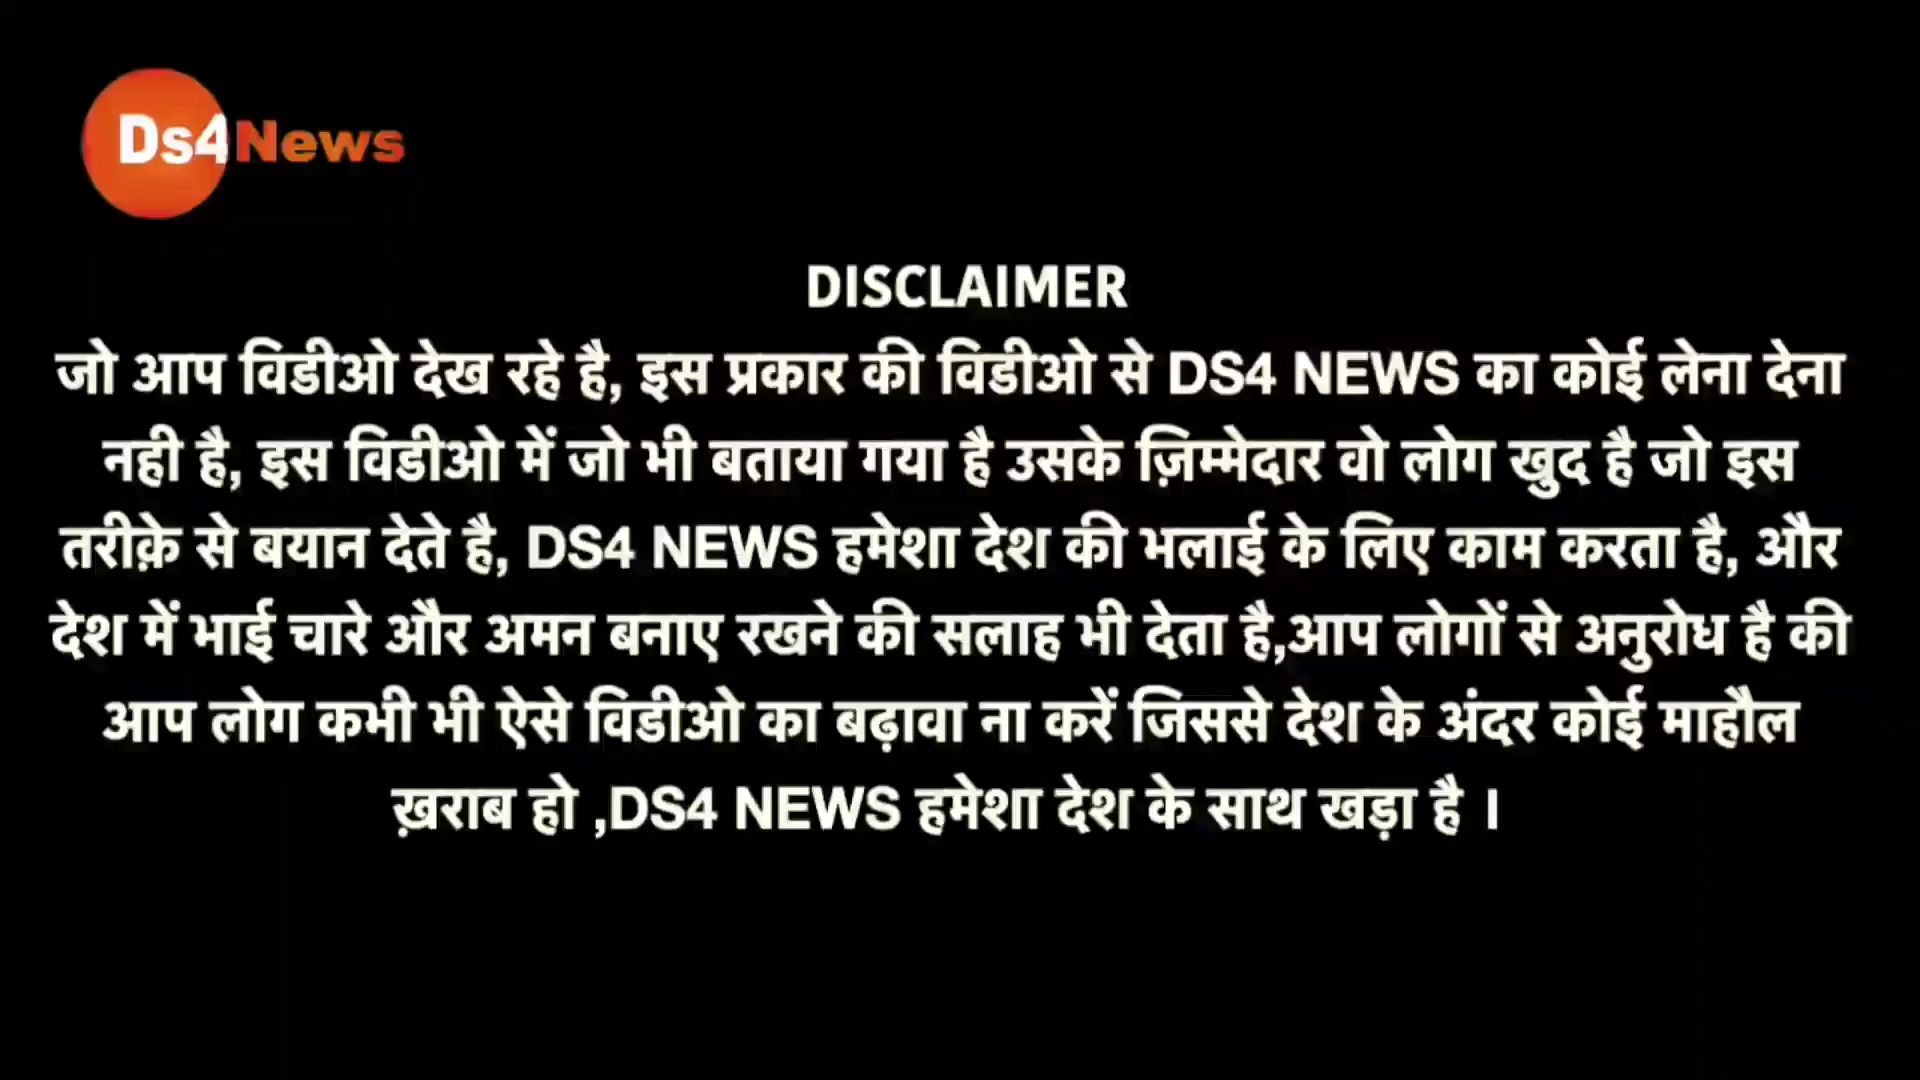 Ds4News
DISCLAIMER
जो आप विडीओ देख रहे है, इस प्रकार की विडीओ से DS4 NEWS का कोई लेना देना
नही है, इस विडीओ में जो भी बताया गया है उसके ज़िम्मेदार वो लोग खुद है जो इस
तरीक़े से बयान देते है, DS4 NEWS हमेशा देश की भलाई के लिए काम करता है, और
देश में भाई चारे और अमन बनाए रखने की सलाह भी देता है,आप लोगों से अनुरोध है की
आप लोग कभी भी ऐसे विडीओ का बढ़ावा ना करें जिससे देश के अंदर कोई माहौल
ख़राब हो ,DS4 NEWS हमेशा देश के साथ खड़ा है ।